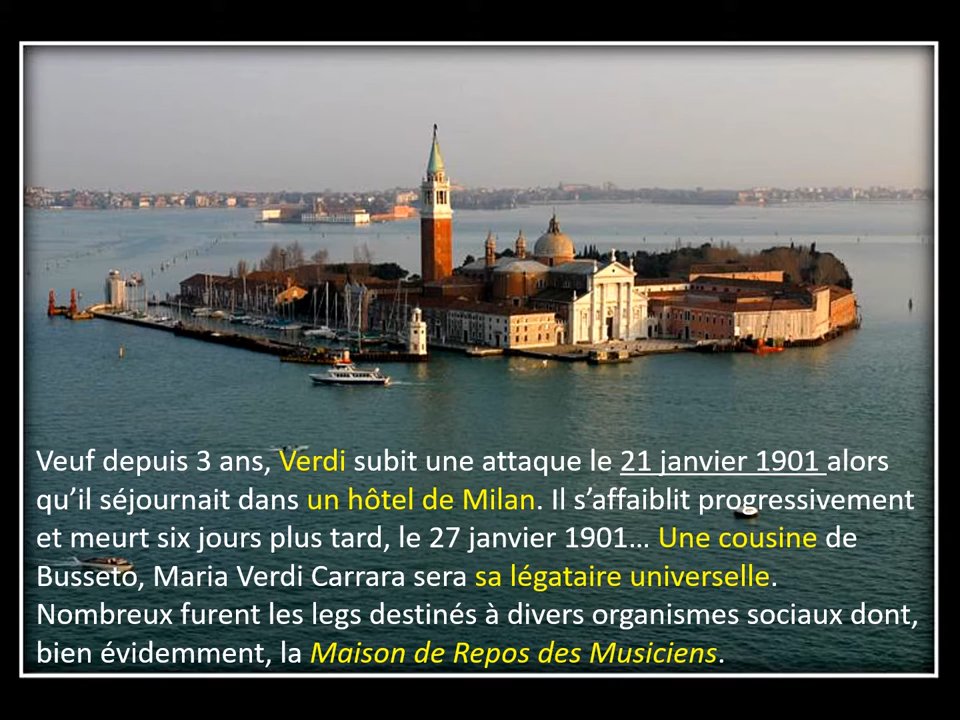 Veuf depuis 3 ans, Verdi subit une attaque le 21 janvier 1901 alors
qu’il séjournait dans un hôtel de Milan. Il s’affaiblit progressivement
et meurt six jours plus tard, le 27 janvier 1901… Une cousine de
Busseto, Maria Verdi Carrara sera sa légataire universelle.
Nombreux furent les legs destinés à divers organismes sociaux dont,
bien évidemment, la Maison de Repos des Musiciens.